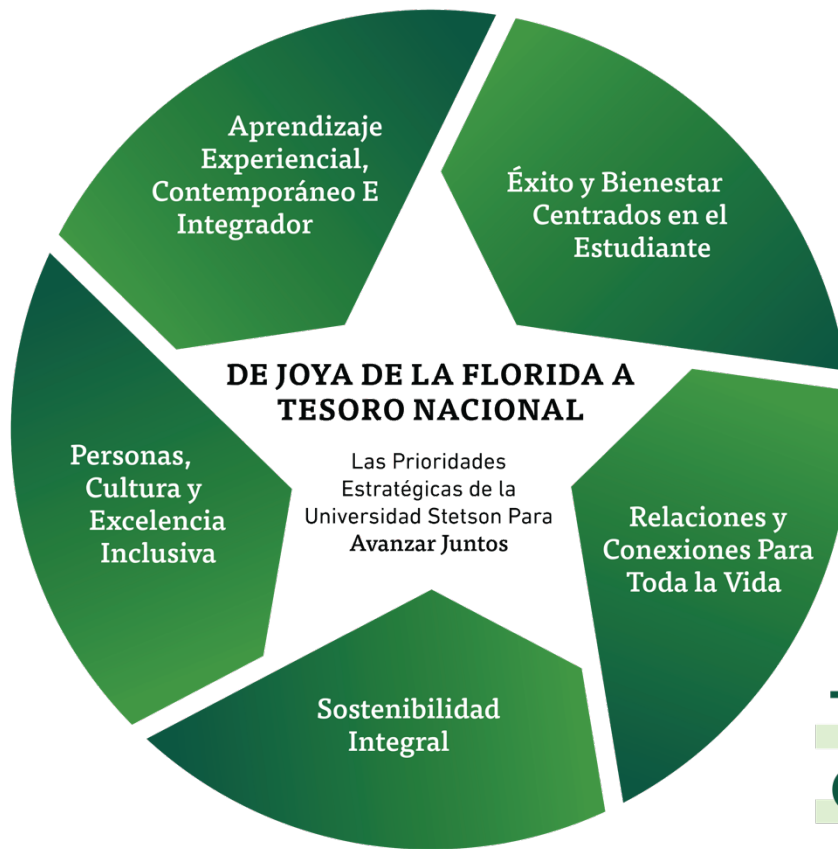 Aprendizaje
Experiencial,
Contemporáneo E
Integrador
Éxito y Bienestar
Centrados en el
Estudiante
DE JOYA DE LA FLORIDA A
TESORO NACIONAL
Las Prioridades
Estratégicas de la
Universidad Stetson Para
Avanzar Juntos
Personas,
Cultura y
Excelencia
Inclusiva
Relaciones y
Conexiones Para
Toda la Vida
Sostenibilidad
Integral